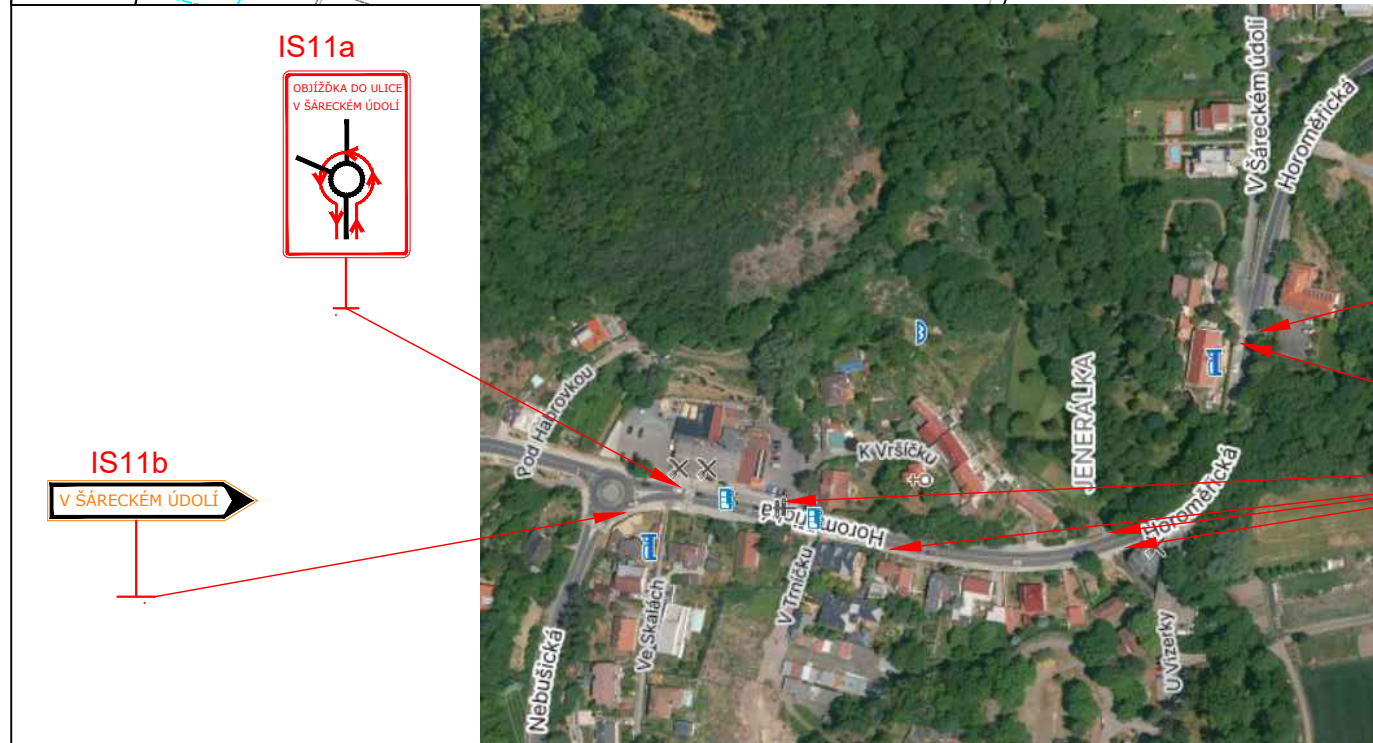 IS11a
OBJÍŽĎKA DO ULICE
V ŠÁRECKÉM ÚDOLÍ
IS11b
V ŠÁRECKÉM ÚDOLÍ
V Šáreckém údolí
Horoměřická
Pod Habrovkou
K Vršíčku
JENERÁLKA
Horoměřická
Horoměřická
Nebušická
Ve Skalách
V Trníčku
U Vizerky